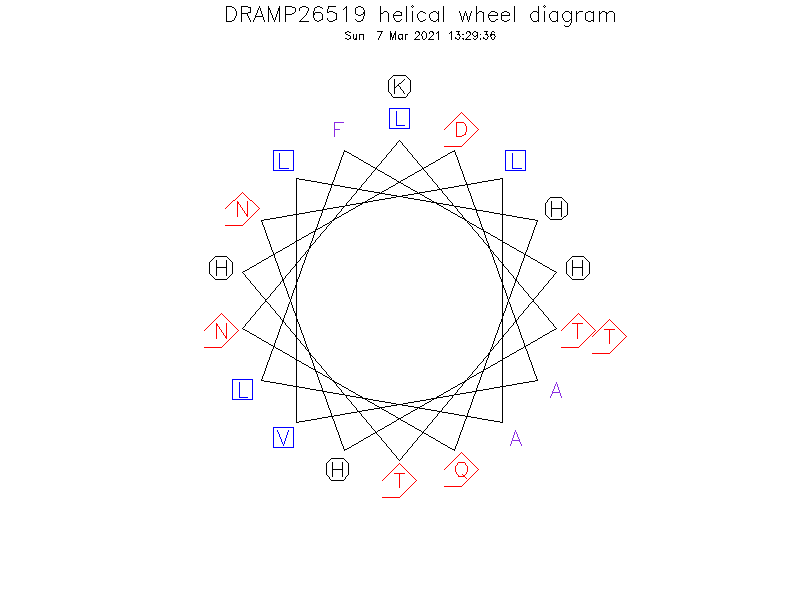 DRAMP26519 helical wheel diagram
Sun 7 Mar 2021 13:29:36
K
F L D
L L
N H
H H
N T T
L A
V A
H T Q